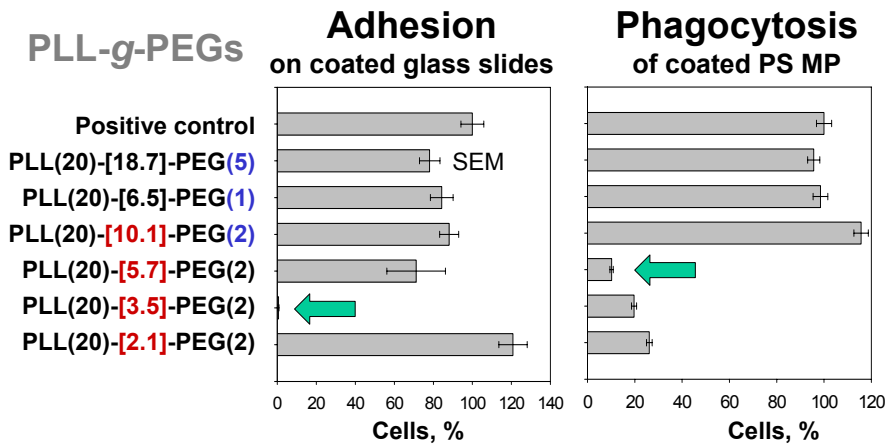 PLL-g-PEGs
Adhesion
on coated glass slides
Phagocytosis
of coated PS MP
Positive control
PLL(20)-[18.7]-PEG(5)
SEM
PLL(20)-[6.5]-PEG(1)
PLL(20)-[10.1]-PEG(2)
PLL(20)-[5.7]-PEG(2)
PLL(20)-[3.5]-PEG(2)
PLL(20)-[2.1]-PEG(2)
0 20 40 60 80 100 120 140
Cells, %
0 20 40 60 80 100 120
Cells, %